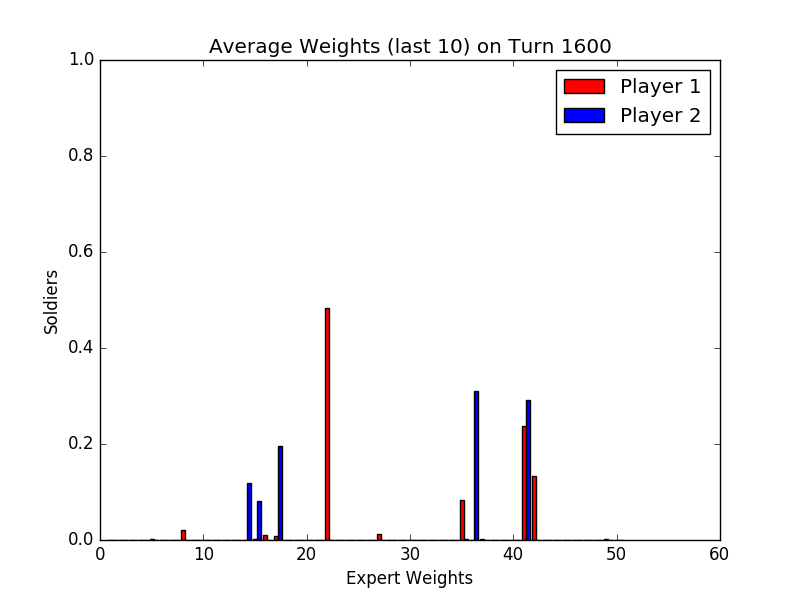 Average Weights (last 10) on Turn 1600
1.0
0.8
0.6
0.4
0.2
0.0
Soldiers
Player 1
Player 2
0 10 20 30 40 50 60
Expert Weights